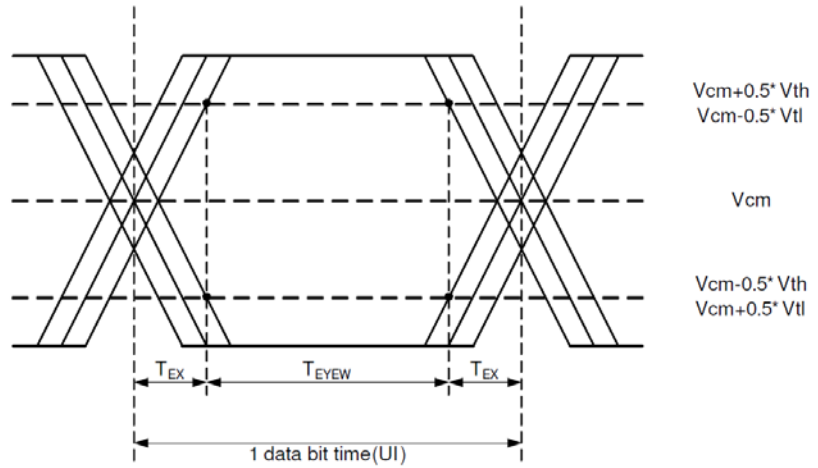 Vcm+0.5* Vth
Vcm-0.5* Vtl
Vcm
Vcm-0.5* Vth
Vcm+0.5* Vtl
TEX TEYEW TEX
1 data bit time(UI)